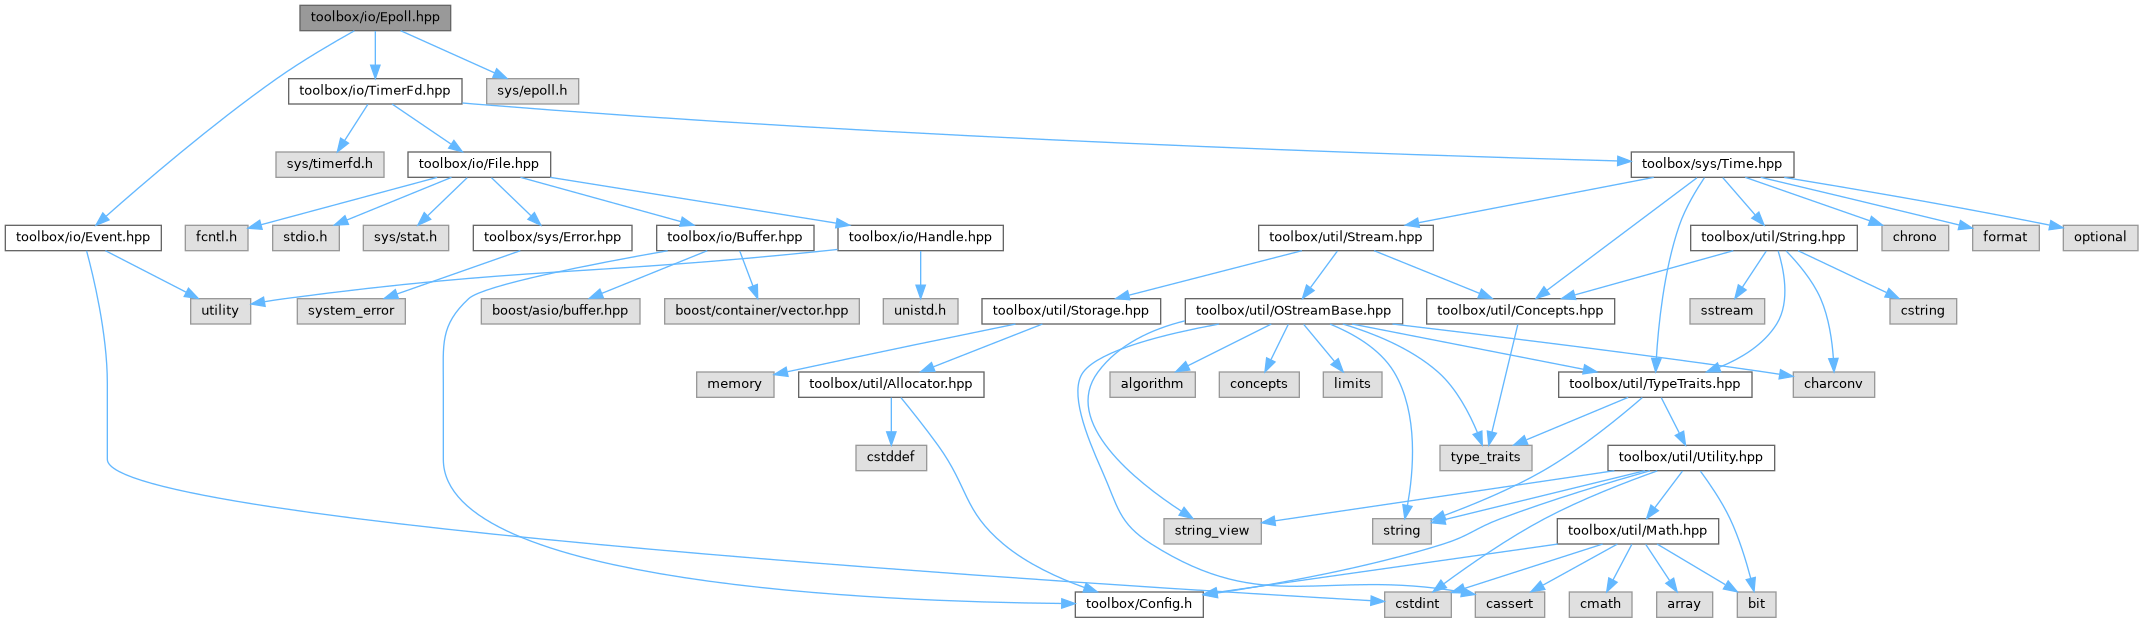 toolbox/io/Epoll.hpp
toolbox/io/TimerFd.hpp
sys/epoll.h
sys/timerfd.h
toolbox/io/File.hpp
toolbox/sys/Time.hpp
toolbox/io/Event.hpp
fcntl.h
stdio.h
sys/stat.h
toolbox/sys/Error.hpp
toolbox/io/Buffer.hpp
toolbox/io/Handle.hpp
toolbox/util/Stream.hpp
toolbox/util/String.hpp
chrono
format
optional
utility
system_error
boost/asio/buffer.hpp
boost/container/vector.hpp
unistd.h
toolbox/util/Storage.hpp
toolbox/util/OStreamBase.hpp
toolbox/util/Concepts.hpp
sstream
cstring
memory
toolbox/util/Allocator.hpp
algorithm
concepts
limits
toolbox/util/TypeTraits.hpp
charconv
cstddef
type_traits
toolbox/util/Utility.hpp
string_view
string
toolbox/util/Math.hpp
toolbox/Config.h
cstdint
cassert
cmath
array
bit